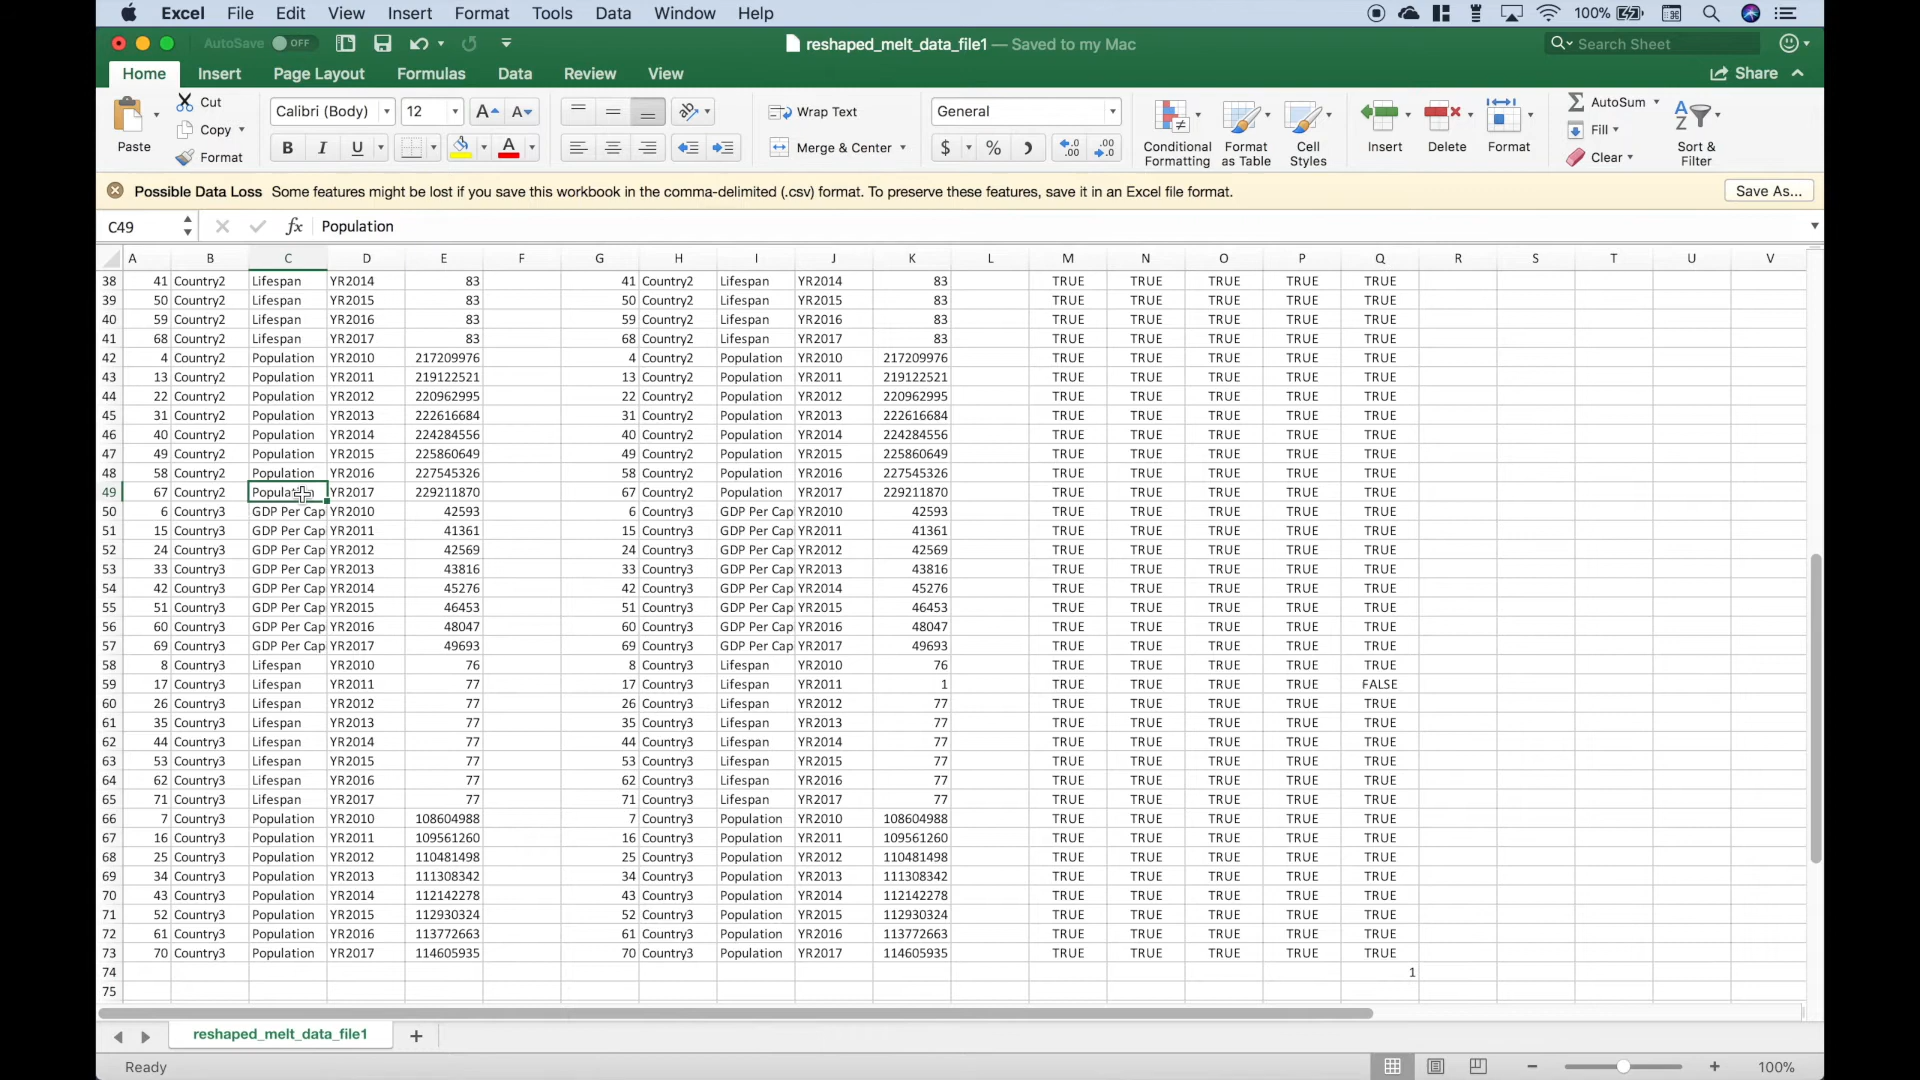 Excel File Edit View Insert Format Tools Data Window Help 100%
AutoSave OFF reshaped_melt_data_file1 — Saved to my Mac Search Sheet
Home Insert Page Layout Formulas Data Review View Share
Paste Cut Copy Format
Calibri (Body) 12 A A B I U A
Wrap Text Merge & Center
General $ % ) .0 .00 .00 .0
Conditional Formatting Format as Table Cell Styles Insert Delete Format
AutoSum Fill Clear Sort & Filter
Possible Data Loss Some features might be lost if you save this workbook in the comma-delimited (.csv) format. To preserve these features, save it in an Excel file format. Save As...
C49 fx Population
A B C D E F G H I J K L M N O P Q R S T U V
38 41 Country2 Lifespan YR2014 83 41 Country2 Lifespan YR2014 83 TRUE TRUE TRUE TRUE TRUE
39 50 Country2 Lifespan YR2015 83 50 Country2 Lifespan YR2015 83 TRUE TRUE TRUE TRUE TRUE
40 59 Country2 Lifespan YR2016 83 59 Country2 Lifespan YR2016 83 TRUE TRUE TRUE TRUE TRUE
41 68 Country2 Lifespan YR2017 83 68 Country2 Lifespan YR2017 83 TRUE TRUE TRUE TRUE TRUE
42 4 Country2 Population YR2010 217209976 4 Country2 Population YR2010 217209976 TRUE TRUE TRUE TRUE TRUE
43 13 Country2 Population YR2011 219122521 13 Country2 Population YR2011 219122521 TRUE TRUE TRUE TRUE TRUE
44 22 Country2 Population YR2012 220962995 22 Country2 Population YR2012 220962995 TRUE TRUE TRUE TRUE TRUE
45 31 Country2 Population YR2013 222616684 31 Country2 Population YR2013 222616684 TRUE TRUE TRUE TRUE TRUE
46 40 Country2 Population YR2014 224284556 40 Country2 Population YR2014 224284556 TRUE TRUE TRUE TRUE TRUE
47 49 Country2 Population YR2015 225860649 49 Country2 Population YR2015 225860649 TRUE TRUE TRUE TRUE TRUE
48 58 Country2 Population YR2016 227545326 58 Country2 Population YR2016 227545326 TRUE TRUE TRUE TRUE TRUE
49 67 Country2 Population YR2017 229211870 67 Country2 Population YR2017 229211870 TRUE TRUE TRUE TRUE TRUE
50 6 Country3 GDP Per Cap YR2010 42593 6 Country3 GDP Per Cap YR2010 42593 TRUE TRUE TRUE TRUE TRUE
51 15 Country3 GDP Per Cap YR2011 41361 15 Country3 GDP Per Cap YR2011 41361 TRUE TRUE TRUE TRUE TRUE
52 24 Country3 GDP Per Cap YR2012 42569 24 Country3 GDP Per Cap YR2012 42569 TRUE TRUE TRUE TRUE TRUE
53 33 Country3 GDP Per Cap YR2013 43816 33 Country3 GDP Per Cap YR2013 43816 TRUE TRUE TRUE TRUE TRUE
54 42 Country3 GDP Per Cap YR2014 45276 42 Country3 GDP Per Cap YR2014 45276 TRUE TRUE TRUE TRUE TRUE
55 51 Country3 GDP Per Cap YR2015 46453 51 Country3 GDP Per Cap YR2015 46453 TRUE TRUE TRUE TRUE TRUE
56 60 Country3 GDP Per Cap YR2016 48047 60 Country3 GDP Per Cap YR2016 48047 TRUE TRUE TRUE TRUE TRUE
57 69 Country3 GDP Per Cap YR2017 49693 69 Country3 GDP Per Cap YR2017 49693 TRUE TRUE TRUE TRUE TRUE
58 8 Country3 Lifespan YR2010 76 8 Country3 Lifespan YR2010 76 TRUE TRUE TRUE TRUE TRUE
59 17 Country3 Lifespan YR2011 77 17 Country3 Lifespan YR2011 1 TRUE TRUE TRUE TRUE FALSE
60 26 Country3 Lifespan YR2012 77 26 Country3 Lifespan YR2012 77 TRUE TRUE TRUE TRUE TRUE
61 35 Country3 Lifespan YR2013 77 35 Country3 Lifespan YR2013 77 TRUE TRUE TRUE TRUE TRUE
62 44 Country3 Lifespan YR2014 77 44 Country3 Lifespan YR2014 77 TRUE TRUE TRUE TRUE TRUE
63 53 Country3 Lifespan YR2015 77 53 Country3 Lifespan YR2015 77 TRUE TRUE TRUE TRUE TRUE
64 62 Country3 Lifespan YR2016 77 62 Country3 Lifespan YR2016 77 TRUE TRUE TRUE TRUE TRUE
65 71 Country3 Lifespan YR2017 77 71 Country3 Lifespan YR2017 77 TRUE TRUE TRUE TRUE TRUE
66 7 Country3 Population YR2010 108604988 7 Country3 Population YR2010 108604988 TRUE TRUE TRUE TRUE TRUE
67 16 Country3 Population YR2011 109561260 16 Country3 Population YR2011 109561260 TRUE TRUE TRUE TRUE TRUE
68 25 Country3 Population YR2012 110481498 25 Country3 Population YR2012 110481498 TRUE TRUE TRUE TRUE TRUE
69 34 Country3 Population YR2013 111308342 34 Country3 Population YR2013 111308342 TRUE TRUE TRUE TRUE TRUE
70 43 Country3 Population YR2014 112142278 43 Country3 Population YR2014 112142278 TRUE TRUE TRUE TRUE TRUE
71 52 Country3 Population YR2015 112930324 52 Country3 Population YR2015 112930324 TRUE TRUE TRUE TRUE TRUE
72 61 Country3 Population YR2016 113772663 61 Country3 Population YR2016 113772663 TRUE TRUE TRUE TRUE TRUE
73 70 Country3 Population YR2017 114605935 70 Country3 Population YR2017 114605935 TRUE TRUE TRUE TRUE TRUE
74 1
75
reshaped_melt_data_file1 +
Ready 100%